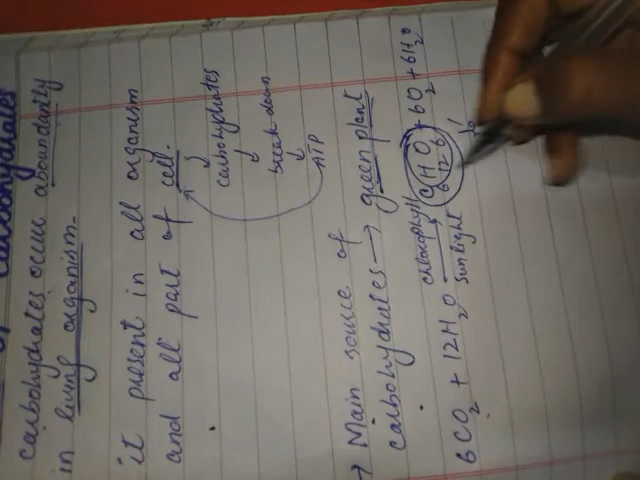 carbohydrates
carbohydrates occur aboundantly
in living organism.
it present in all organism
and all part of cell.
carbohydrates
↓
break down
↓
ATP
→ Main source of
carbohydrates → green plant
6CO2 + 12H2O chlorophyll → sunlight C6H12O6 + 6O2 + 6H2O